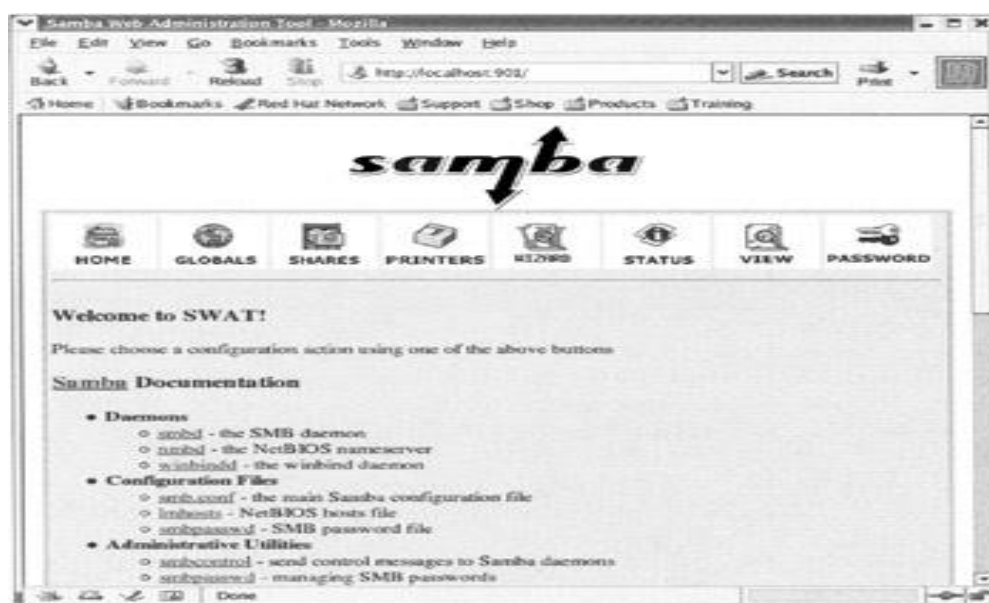 Samba Web Administration Tool - Mozilla
File Edit View Go Bookmarks Tools Window Help
Back Forward Reload Stop http://localhost:901/ Search Print
Home Bookmarks Red Hat Network Support Shop Products Training
samba
HOME GLOBALS SHARES PRINTERS WIZARD STATUS VIEW PASSWORD
Welcome to SWAT!
Please choose a configuration action using one of the above buttons
Samba Documentation
• Daemons
○ smbd - the SMB daemon
○ nmbd - the NetBIOS nameserver
○ winbindd - the winbind daemon
• Configuration Files
○ smb.conf - the main Samba configuration file
○ lmhosts - NetBIOS hosts file
○ smbpasswd - SMB password file
• Administrative Utilities
○ smbcontrol - send control messages to Samba daemons
○ smbpasswd - managing SMB passwords
Done